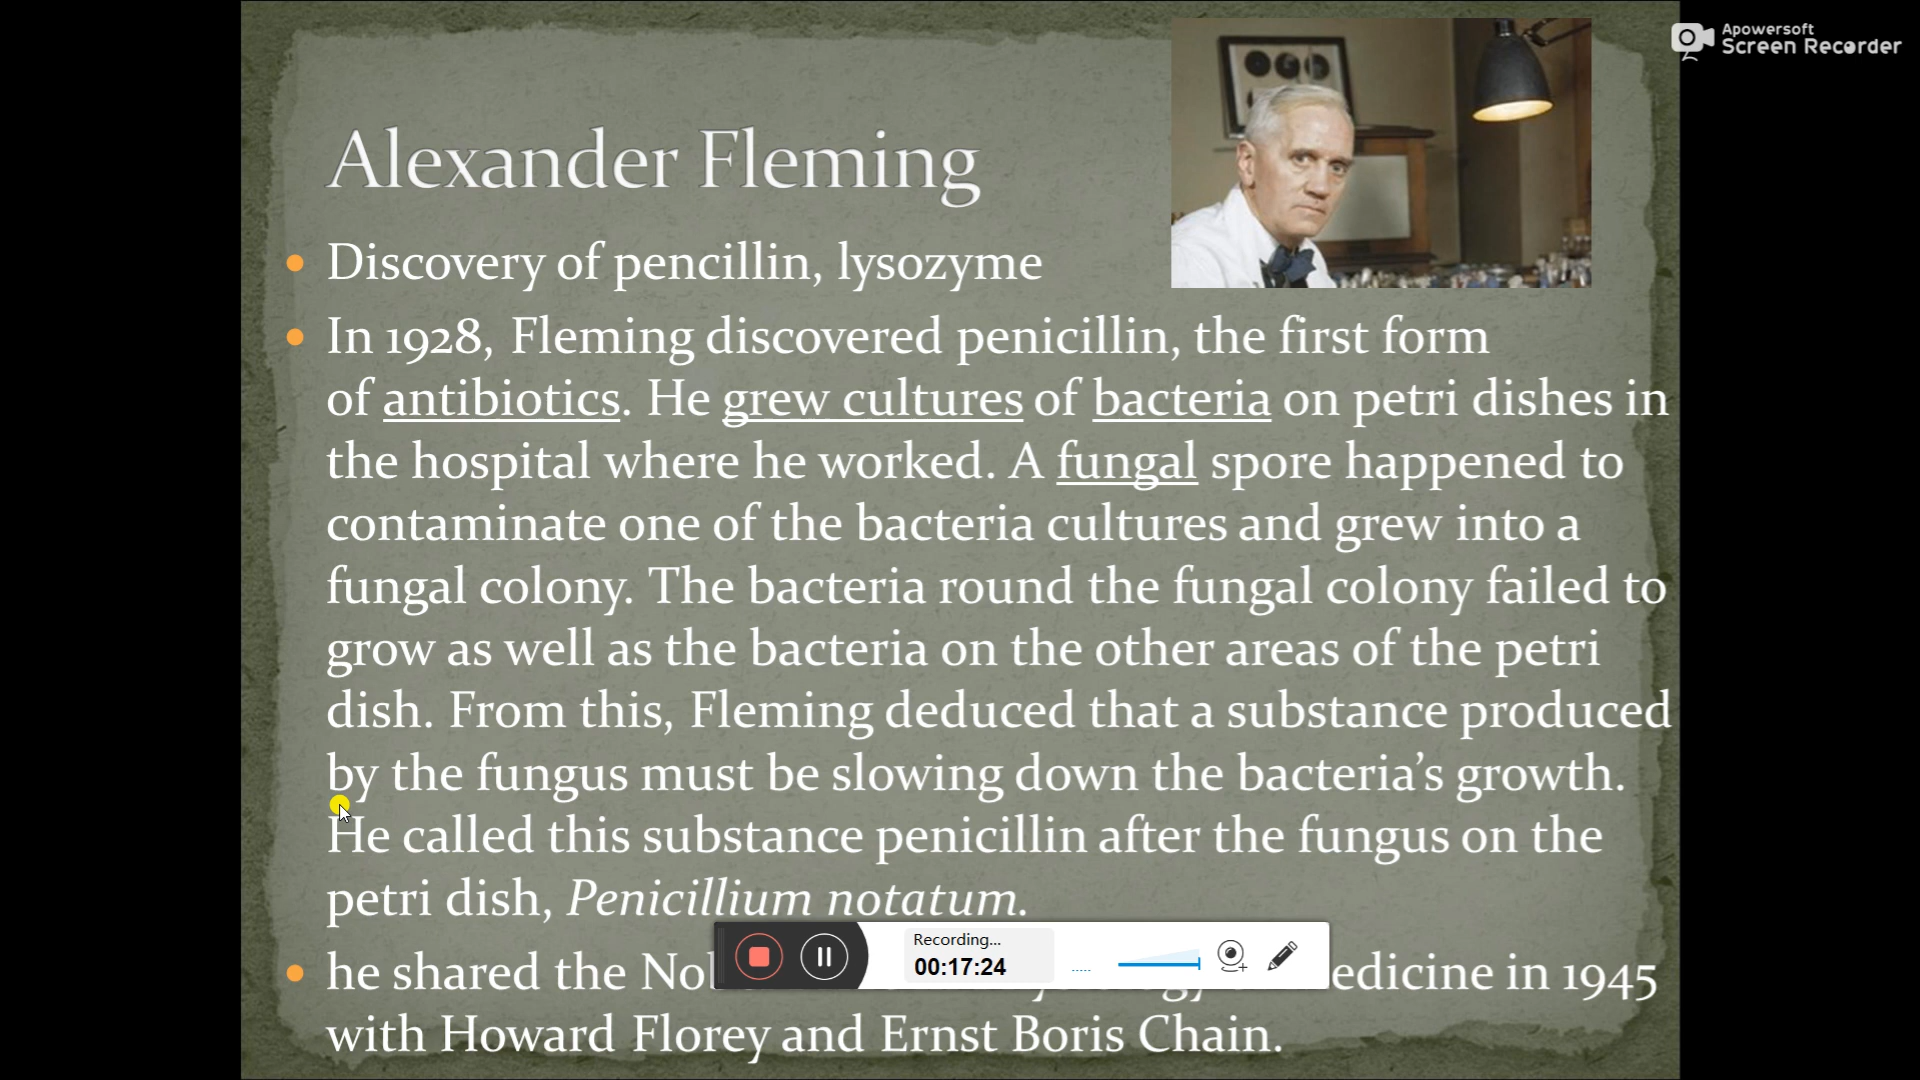 Apowersoft
Screen Recorder
Alexander Fleming
Discovery of pencillin, lysozyme
In 1928, Fleming discovered penicillin, the first form
of antibiotics. He grew cultures of bacteria on petri dishes in
the hospital where he worked. A fungal spore happened to
contaminate one of the bacteria cultures and grew into a
fungal colony. The bacteria round the fungal colony failed to
grow as well as the bacteria on the other areas of the petri
dish. From this, Fleming deduced that a substance produced
by the fungus must be slowing down the bacteria’s growth.
He called this substance penicillin after the fungus on the
petri dish, Penicillium notatum.
Recording...
00:17:24
he shared the in 1945
with Howard Florey and Ernst Boris Chain.